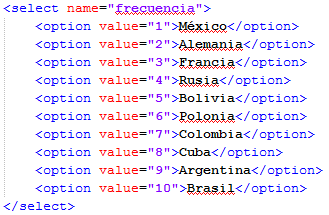 <select name="frecuencia">
<option value="1">México</option>
<option value="2">Alemania</option>
<option value="3">Francia</option>
<option value="4">Rusia</option>
<option value="5">Bolivia</option>
<option value="6">Polonia</option>
<option value="7">Colombia</option>
<option value="8">Cuba</option>
<option value="9">Argentina</option>
<option value="10">Brasil</option>
</select>